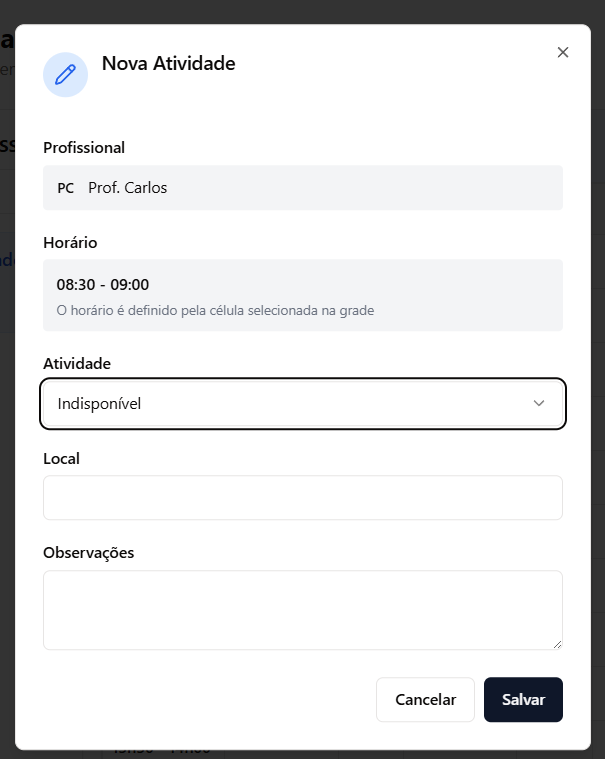 Nova Atividade
Profissional
PC Prof. Carlos
Horário
08:30 - 09:00
O horário é definido pela célula selecionada na grade
Atividade
Indisponível
Local
Observações
Cancelar Salvar